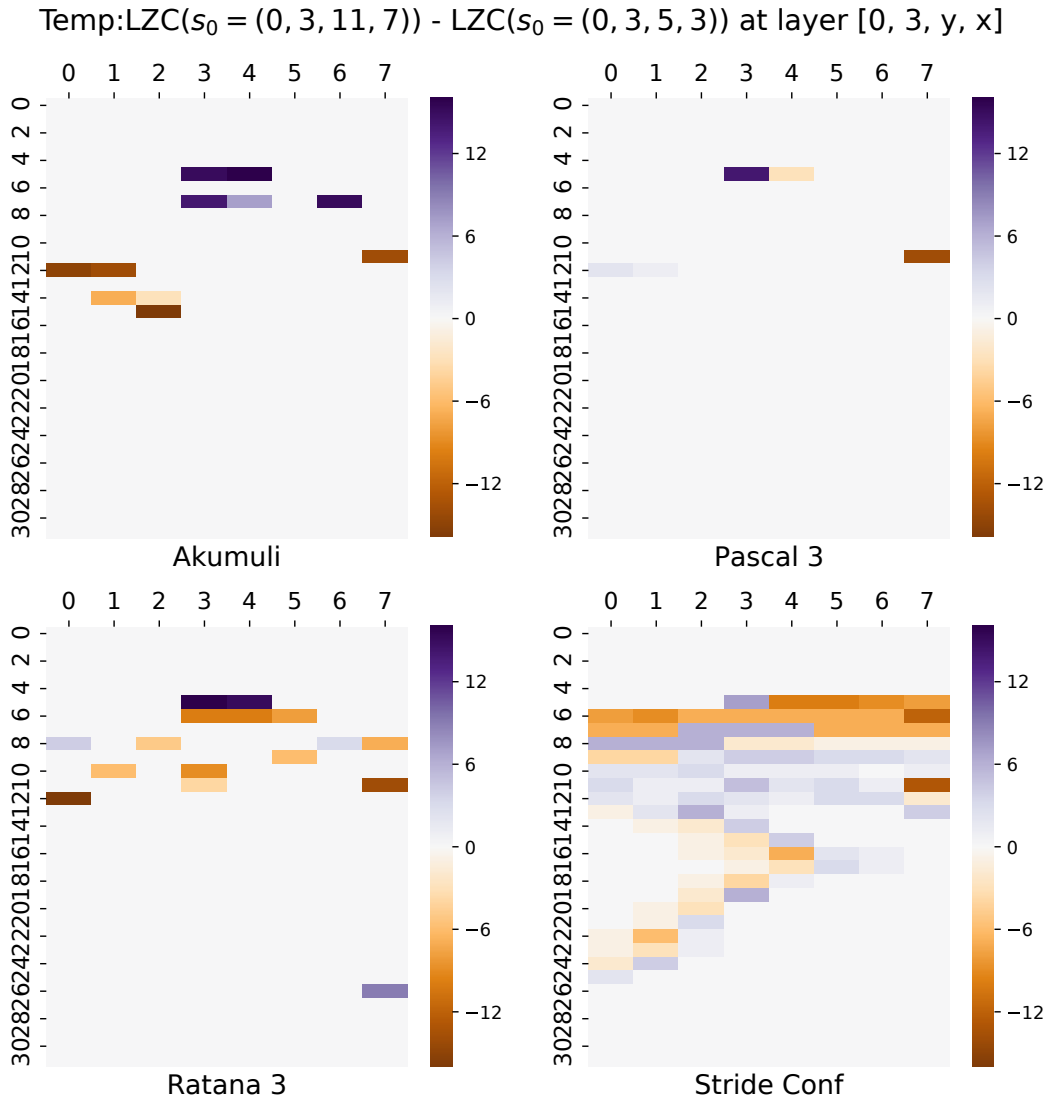 Temp:LZC(s₀ = (0, 3, 11, 7)) - LZC(s₀ = (0, 3, 5, 3)) at layer [0, 3, y, x]
0 1 2 3 4 5 6 7
0 2 4 6 8 10 12 14 16 18 20 22 24 26 28 30
12 6 0 −6 −12
Akumuli
0 1 2 3 4 5 6 7
0 2 4 6 8 10 12 14 16 18 20 22 24 26 28 30
12 6 0 −6 −12
Pascal 3
0 1 2 3 4 5 6 7
0 2 4 6 8 10 12 14 16 18 20 22 24 26 28 30
12 6 0 −6 −12
Ratana 3
0 1 2 3 4 5 6 7
0 2 4 6 8 10 12 14 16 18 20 22 24 26 28 30
12 6 0 −6 −12
Stride Conf